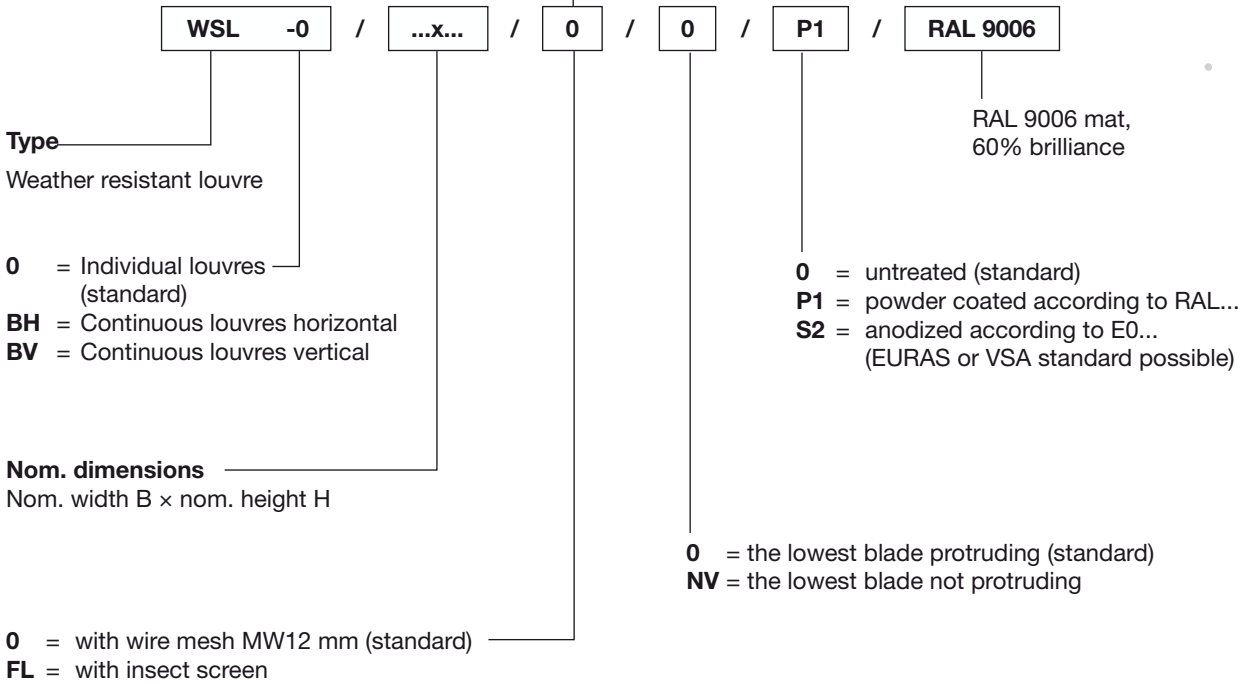 WSL -0 / ...x... / 0 / 0 / P1 / RAL 9006
RAL 9006 mat,
60% brilliance
Type
Weather resistant louvre
0 = Individual louvres
(standard)
BH = Continuous louvres horizontal
BV = Continuous louvres vertical
0 = untreated (standard)
P1 = powder coated according to RAL...
S2 = anodized according to E0...
(EURAS or VSA standard possible)
Nom. dimensions
Nom. width B × nom. height H
0 = the lowest blade protruding (standard)
NV = the lowest blade not protruding
0 = with wire mesh MW12 mm (standard)
FL = with insect screen